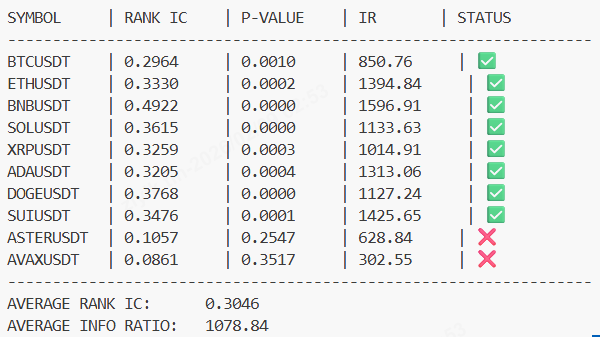 SYMBOL | RANK IC | P-VALUE | IR | STATUS
-----------------------------------------------------------------
BTCUSDT | 0.2964 | 0.0010 | 850.76 | ✅
ETHUSDT | 0.3330 | 0.0002 | 1394.84 | ✅
BNBUSDT | 0.4922 | 0.0000 | 1596.91 | ✅
SOLUSDT | 0.3615 | 0.0000 | 1133.63 | ✅
XRPUSDT | 0.3259 | 0.0003 | 1014.91 | ✅
ADAUSDT | 0.3205 | 0.0004 | 1313.06 | ✅
DOGEUSDT | 0.3768 | 0.0000 | 1127.24 | ✅
SUIUSDT | 0.3476 | 0.0001 | 1425.65 | ✅
ASTERUSDT | 0.1057 | 0.2547 | 628.84 | ❌
AVAXUSDT | 0.0861 | 0.3517 | 302.55 | ❌
-----------------------------------------------------------------
AVERAGE RANK IC: 0.3046
AVERAGE INFO RATIO: 1078.84